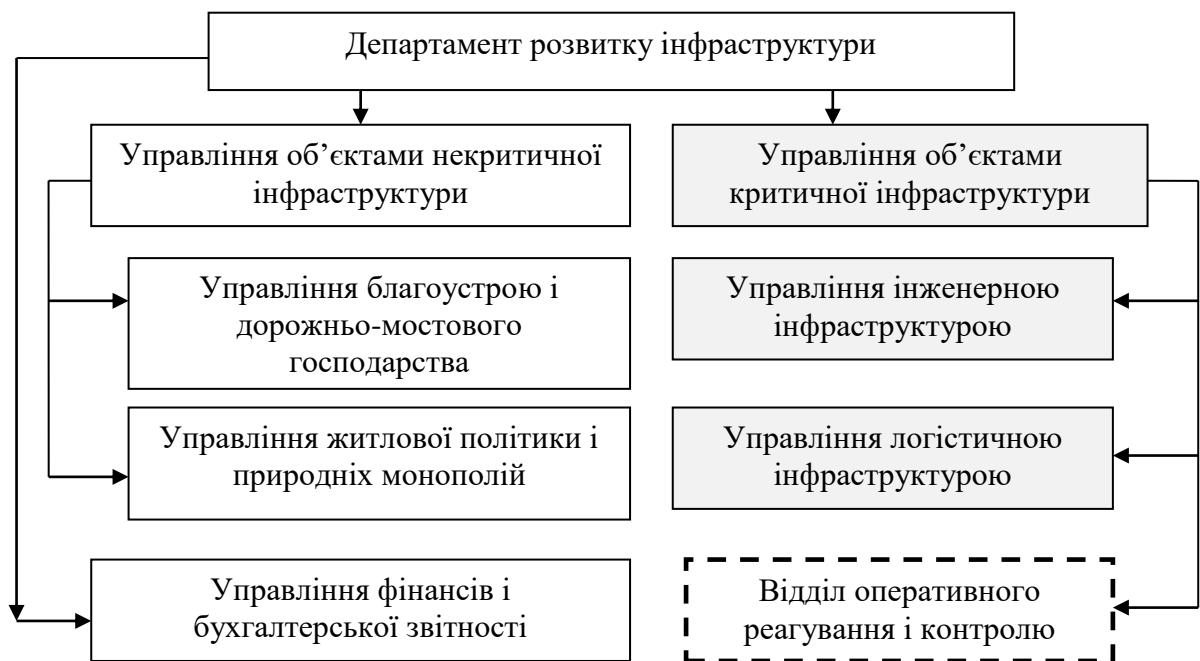 Департамент розвитку інфраструктури
Управління об’єктами некритичної
інфраструктури
Управління об’єктами
критичної інфраструктури
Управління благоустрою і
дорожньо-мостового
господарства
Управління інженерною
інфраструктурою
Управління житлової політики і
природніх монополій
Управління логістичною
інфраструктурою
Управління фінансів і
бухгалтерської звітності
Відділ оперативного
реагування і контролю